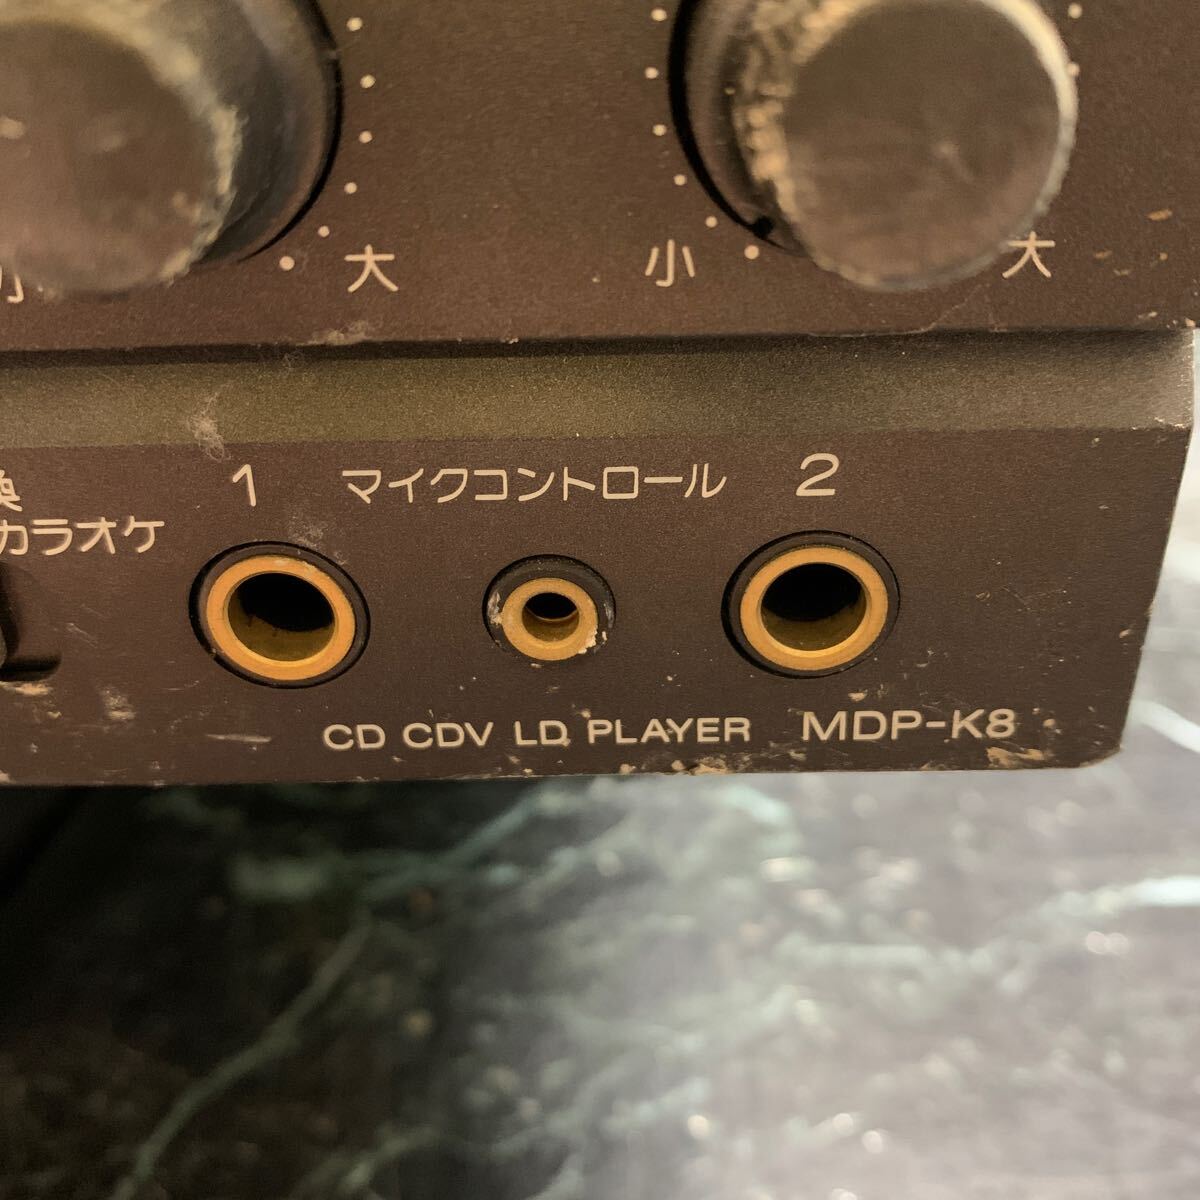 小 大 小 大
換
カラオケ
1 マイクコントロール 2
CD CDV LD PLAYER MDP-K8